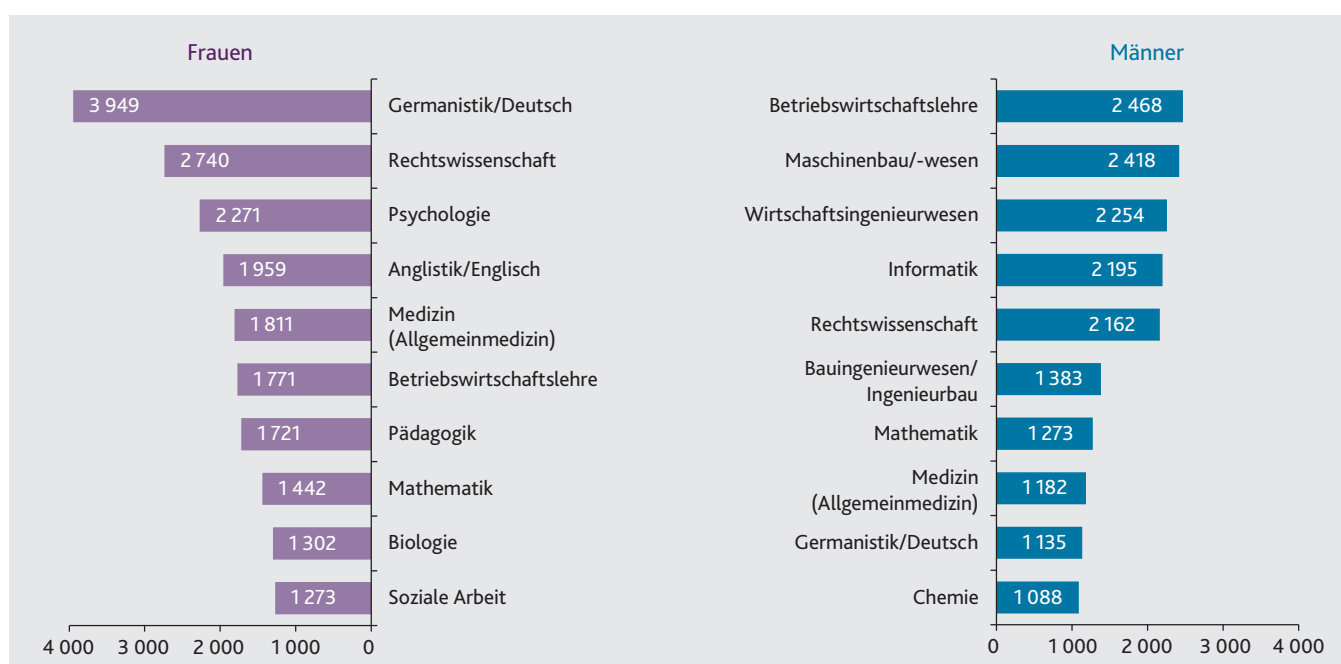 Frauen
3 949 Germanistik/Deutsch
2 740 Rechtswissenschaft
2 271 Psychologie
1 959 Anglistik/Englisch
1 811 Medizin
(Allgemeinmedizin)
1 771 Betriebswirtschaftslehre
1 721 Pädagogik
1 442 Mathematik
1 302 Biologie
1 273 Soziale Arbeit
4 000 3 000 2 000 1 000 0
Männer
Betriebswirtschaftslehre 2 468
Maschinenbau/-wesen 2 418
Wirtschaftsingenieurwesen 2 254
Informatik 2 195
Rechtswissenschaft 2 162
Bauingenieurwesen/
Ingenieurbau 1 383
Mathematik 1 273
Medizin
(Allgemeinmedizin) 1 182
Germanistik/Deutsch 1 135
Chemie 1 088
0 1 000 2 000 3 000 4 000